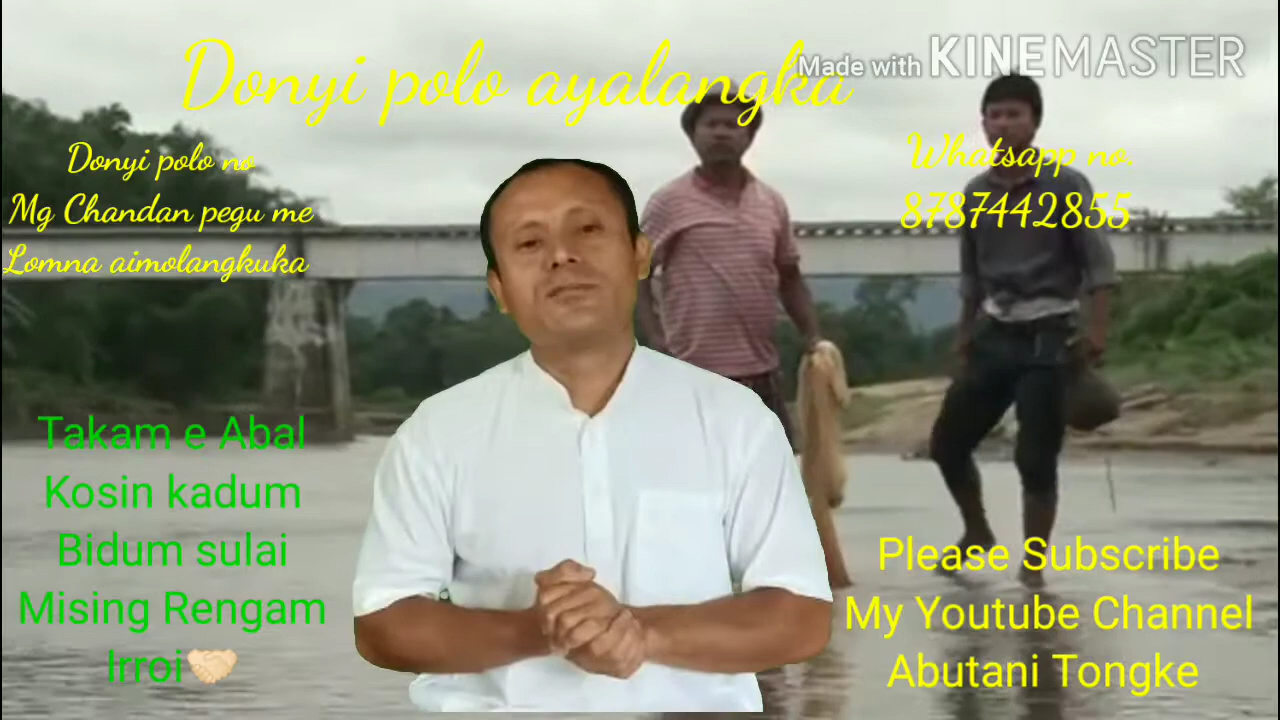 Donyi polo ayalangka
Made with KINEMASTER
Donyi polo no
Mg Chandan pegu me
Lomna aimolangkuka
Whatsapp no.
8787442855
Takam e Abal
Kosin kadum
Bidum sulai
Mising Rengam
Irroi🤝🏻
Please Subscribe
My Youtube Channel
Abutani Tongke